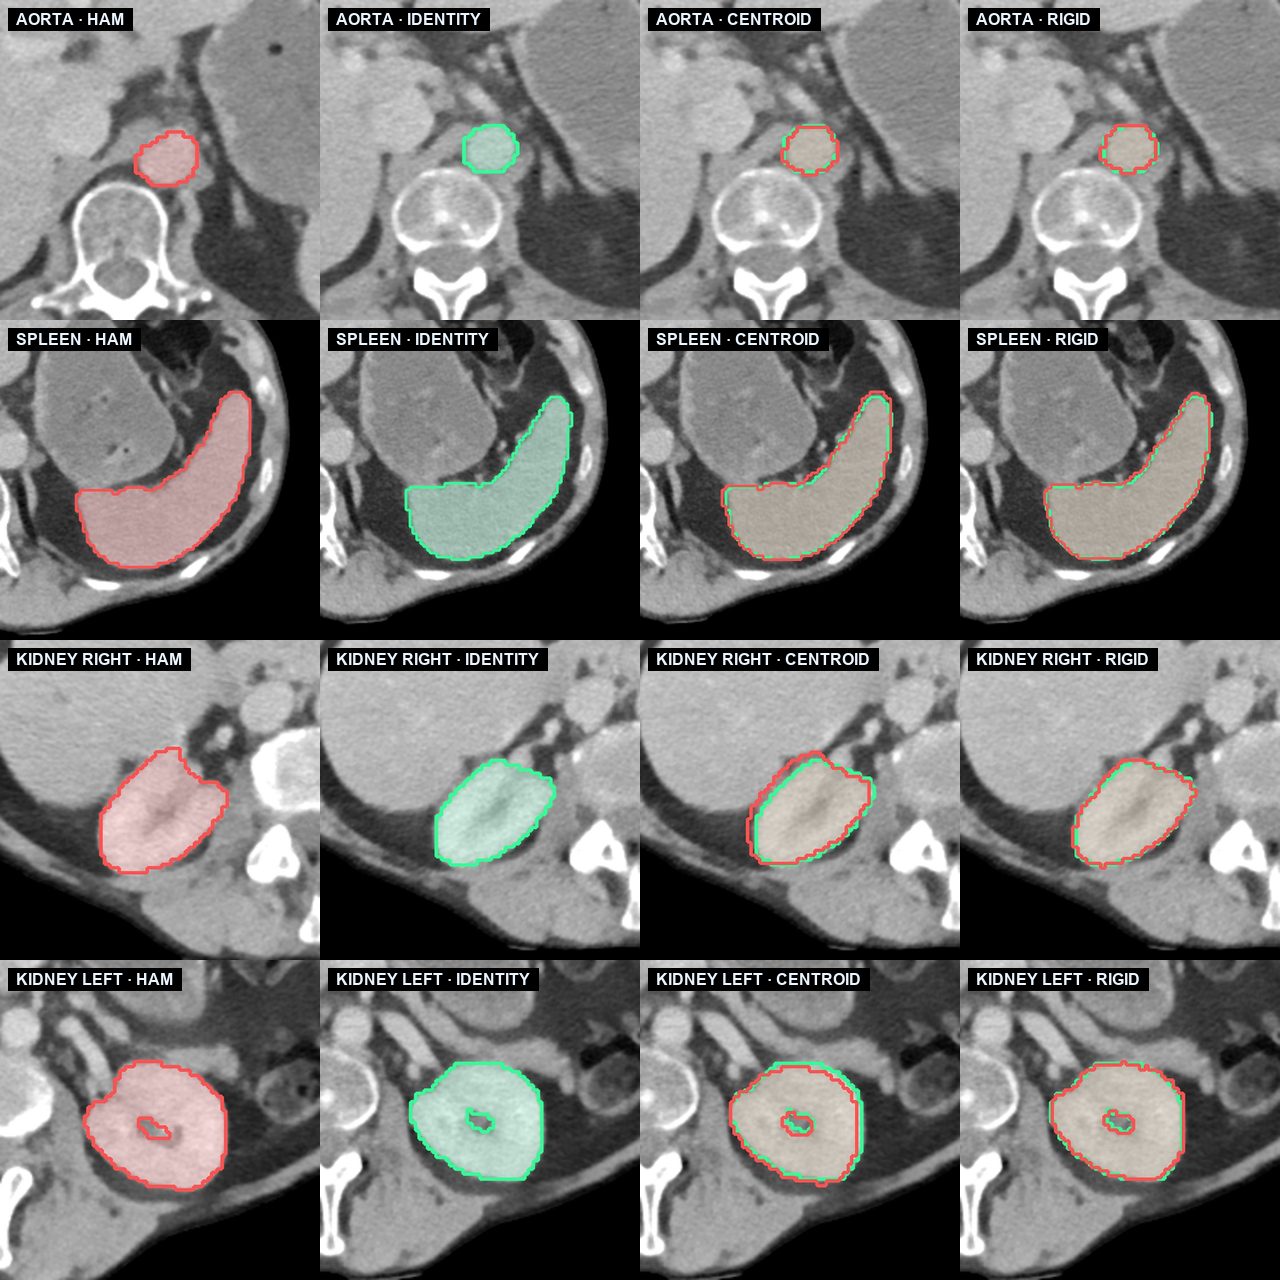 AORTA · HAM
AORTA · IDENTITY
AORTA · CENTROID
AORTA · RIGID
SPLEEN · HAM
SPLEEN · IDENTITY
SPLEEN · CENTROID
SPLEEN · RIGID
KIDNEY RIGHT · HAM
KIDNEY RIGHT · IDENTITY
KIDNEY RIGHT · CENTROID
KIDNEY RIGHT · RIGID
KIDNEY LEFT · HAM
KIDNEY LEFT · IDENTITY
KIDNEY LEFT · CENTROID
KIDNEY LEFT · RIGID